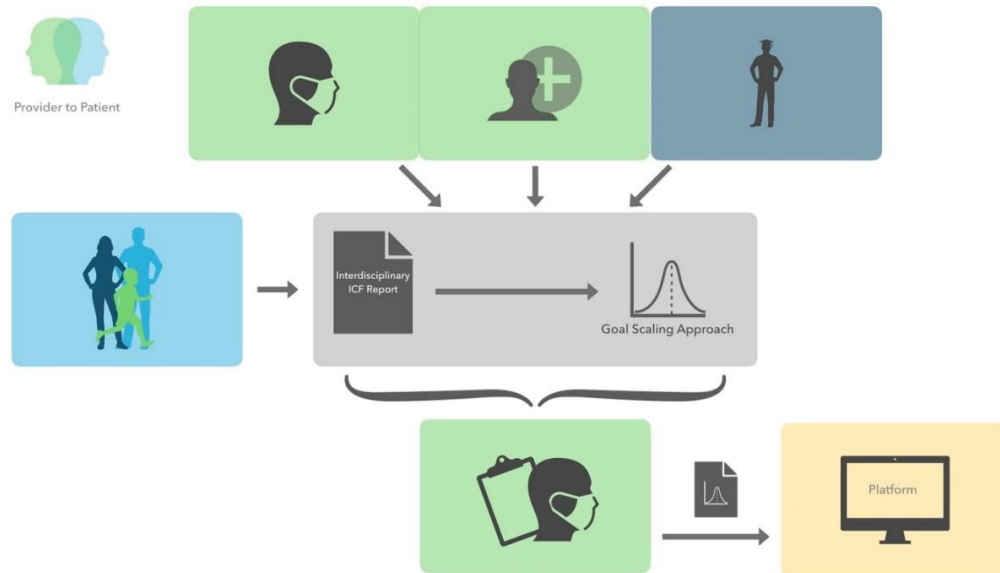 Provider to Patient
Interdisciplinary
ICF Report
Goal Scaling Approach
Platform